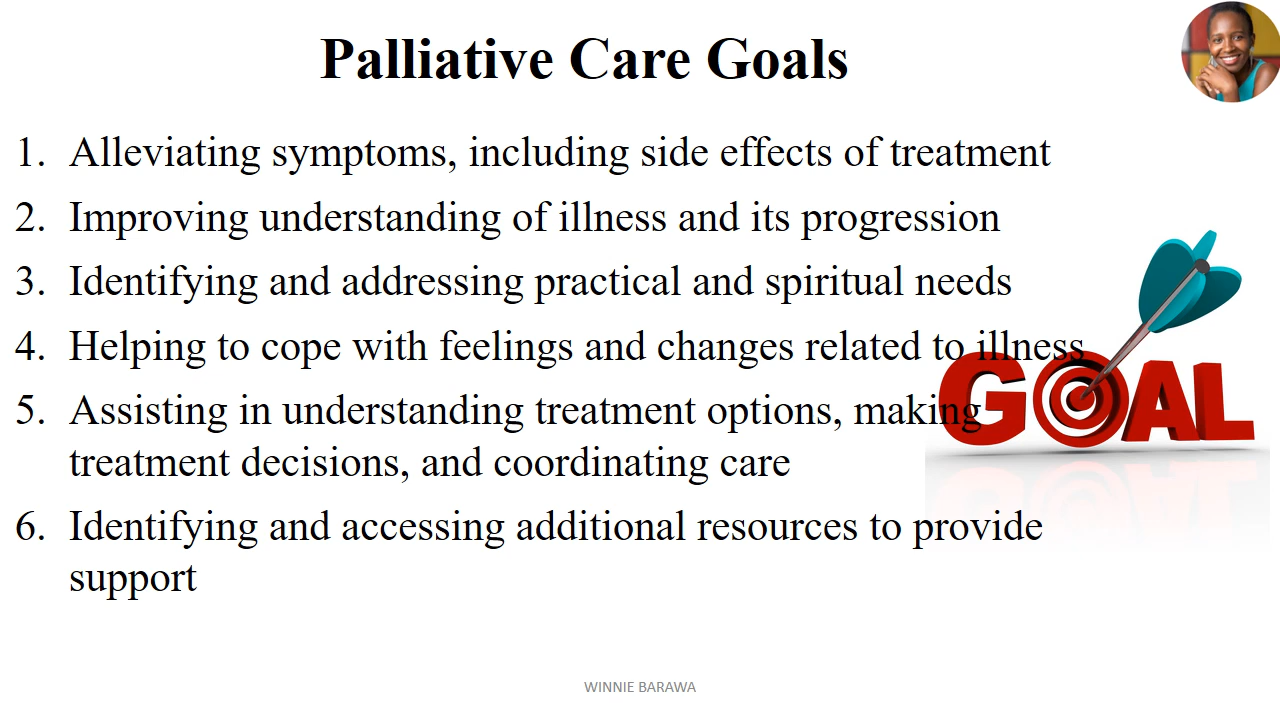 Palliative Care Goals
1. Alleviating symptoms, including side effects of treatment
2. Improving understanding of illness and its progression
3. Identifying and addressing practical and spiritual needs
4. Helping to cope with feelings and changes related to illness
5. Assisting in understanding treatment options, making
treatment decisions, and coordinating care
6. Identifying and accessing additional resources to provide
support
GOAL
WINNIE BARAWA